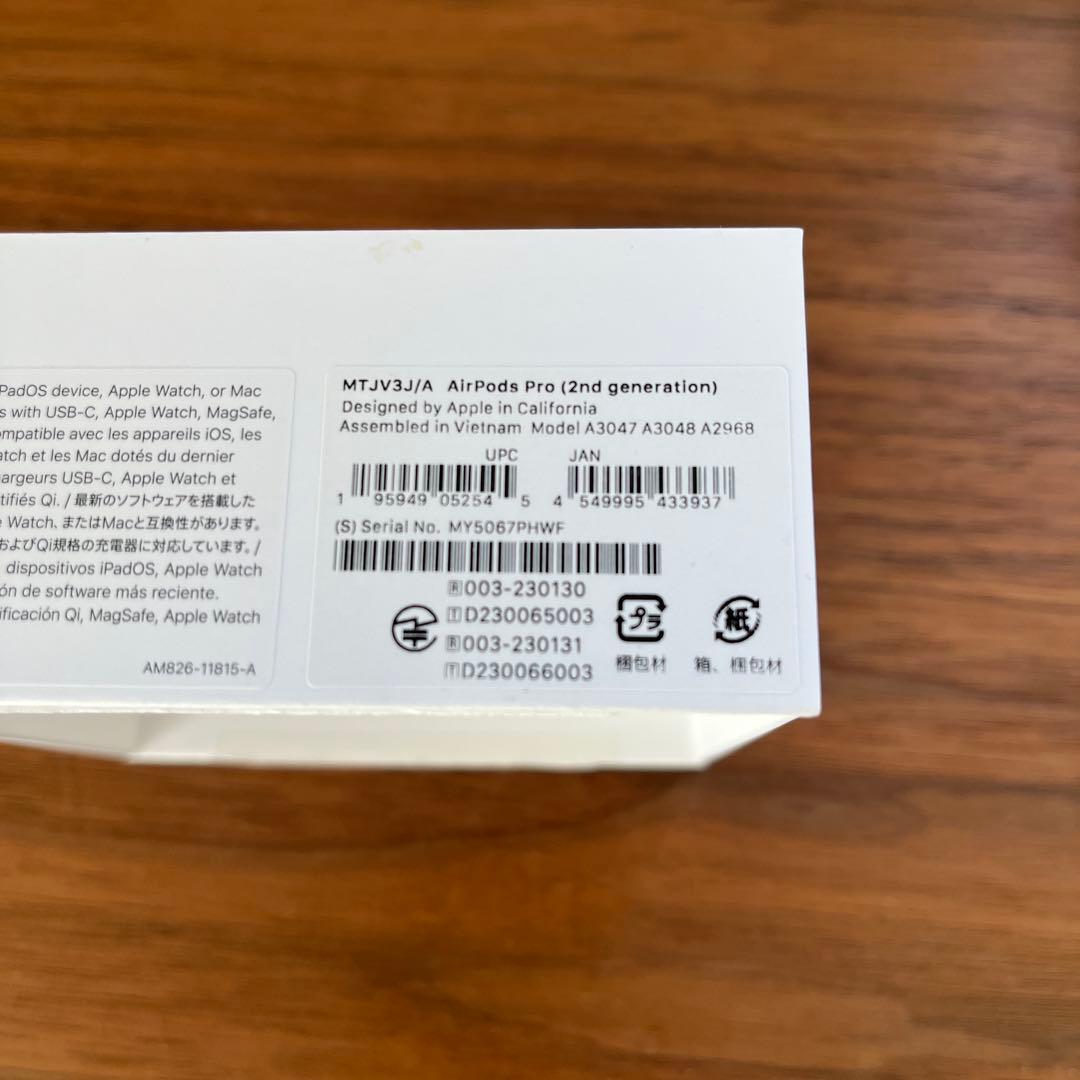 PadOS device, Apple Watch, or Mac
s with USB-C, Apple Watch, MagSafe,
ompatible avec les appareils iOS, les
atch et les Mac dotés du dernier
hargeurs USB-C, Apple Watch et
rtifiés Qi. / 最新のソフトウェアを搭載した
e Watch、またはMacと互換性があります。
およびQi規格の充電器に対応しています。/
dispositivos iPadOS, Apple Watch
ón de software más reciente.
ificación Qi, MagSafe, Apple Watch
AM826-11815-A
MTJV3J/A AirPods Pro (2nd generation)
Designed by Apple in California
Assembled in Vietnam Model A3047 A3048 A2968
UPC JAN
1 95949 05254 5 4 549995 433937
(S) Serial No. MY5067PHWF
R 003-230130
T D230065003
R 003-230131
T D230066003
プラ
梱包材
紙
箱、梱包材